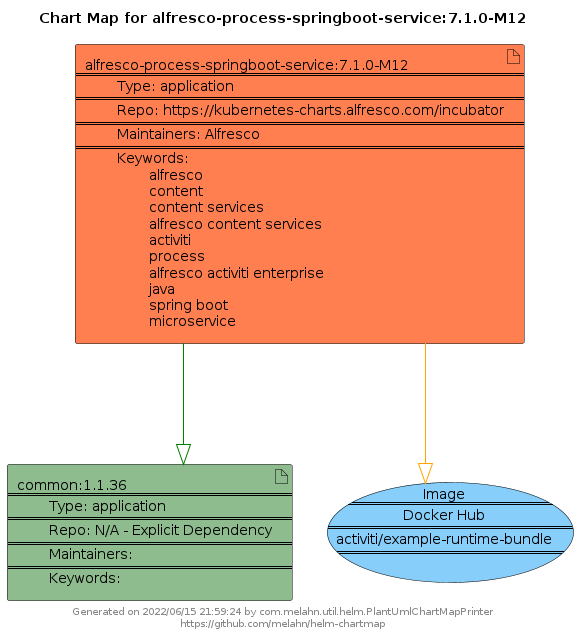 Chart Map for alfresco-process-springboot-service:7.1.0-M12
alfresco-process-springboot-service:7.1.0-M12
Type: application
Repo: https://kubernetes-charts.alfresco.com/incubator
Maintainers: Alfresco
Keywords:
alfresco
content
content services
alfresco content services
activiti
process
alfresco activiti enterprise
java
spring boot
microservice
common:1.1.36
Type: application
Repo: N/A - Explicit Dependency
Maintainers:
Keywords:
Image
Docker Hub
activiti/example-runtime-bundle
Generated on 2022/06/15 21:59:24 by com.melahn.util.helm.PlantUmlChartMapPrinter
https://github.com/melahn/helm-chartmap